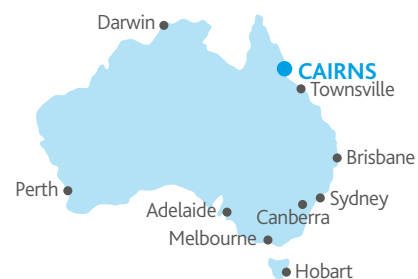 Darwin
CAIRNS
Townsville
Brisbane
Perth
Sydney
Adelaide
Canberra
Melbourne
Hobart